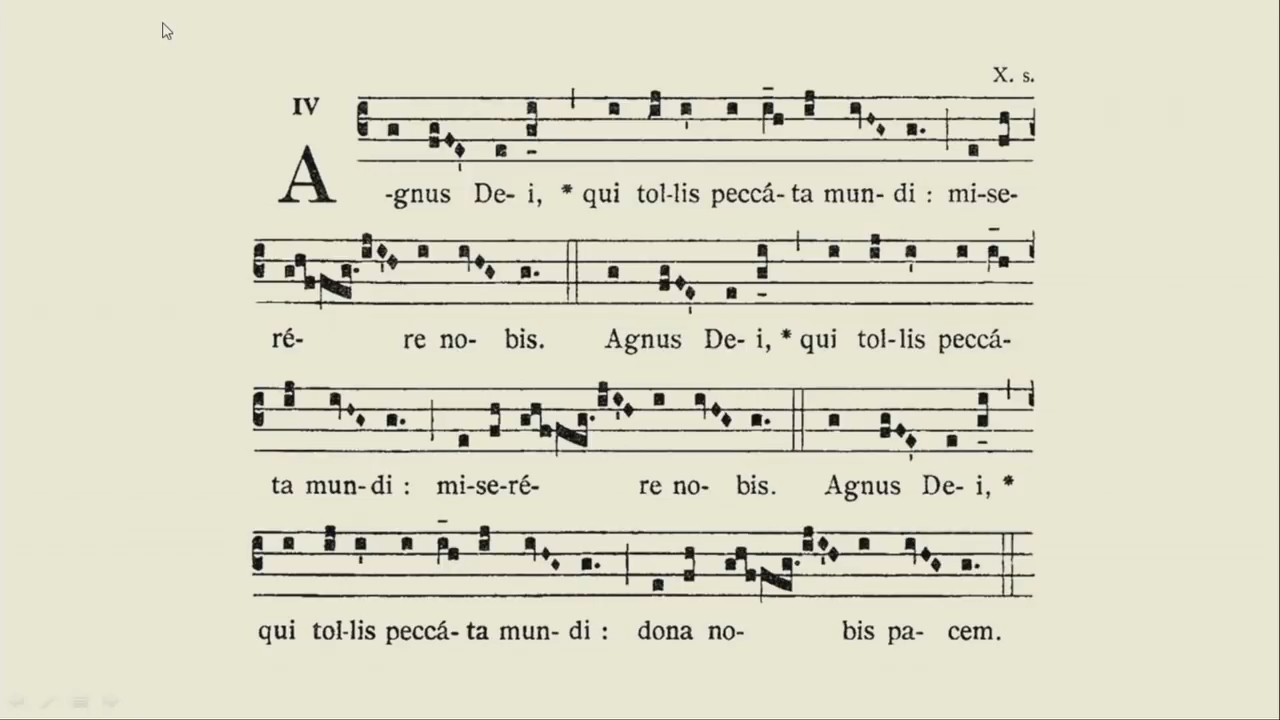 X. s.
IV
A-gnus De- i, * qui tol-lis peccá- ta mun- di : mi-se-
ré- re no- bis. Agnus De- i, * qui tol-lis peccá-
ta mun-di : mi-se-ré- re no- bis. Agnus De- i, *
qui tol-lis peccá- ta mun- di : dona no- bis pa- cem.